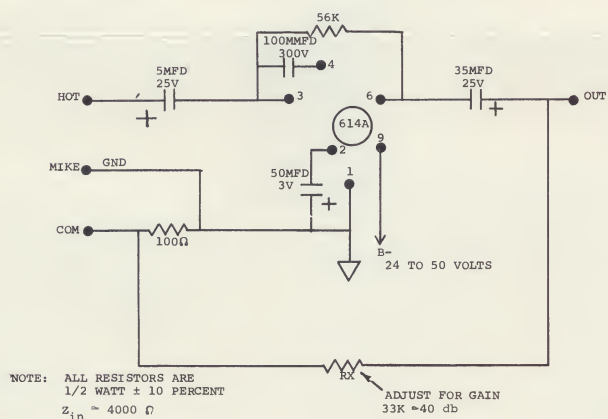 56K
100MMFD
300V
4
5MFD
25V
35MFD
25V
HOT
+
3
6
+
OUT
614A
2
9
MIKE
GND
50MFD
3V
+
1
COM
100Ω
B-
24 TO 50 VOLTS
RX
NOTE: ALL RESISTORS ARE
1/2 WATT ± 10 PERCENT
Zin ≃ 4000 Ω
ADJUST FOR GAIN
33K ≃40 db